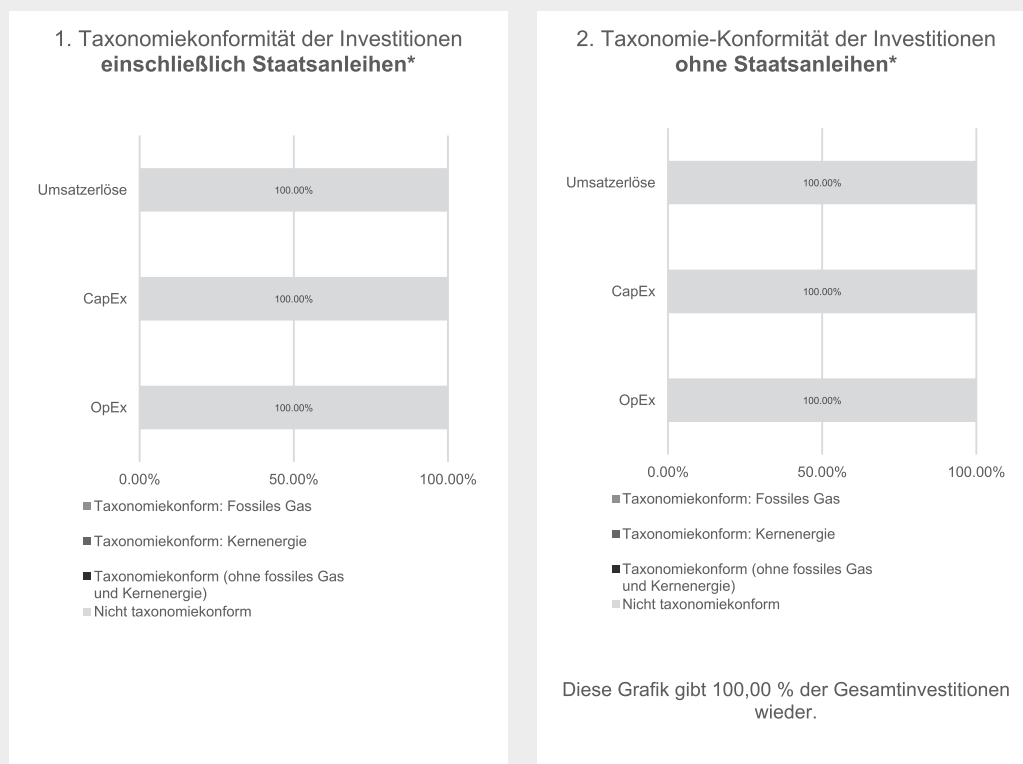 1. Taxonomiekonformität der Investitionen
einschließlich Staatsanleihen*
Umsatzerlöse
100.00%
CapEx
100.00%
OpEx
100.00%
0.00%
50.00%
100.00%
Taxonomiekonform: Fossiles Gas
Taxonomiekonform: Kernenergie
Taxonomiekonform (ohne fossiles Gas
und Kernenergie)
Nicht taxonomiekonform
2. Taxonomie-Konformität der Investitionen
ohne Staatsanleihen*
Umsatzerlöse
100.00%
CapEx
100.00%
OpEx
100.00%
0.00%
50.00%
100.00%
Taxonomiekonform: Fossiles Gas
Taxonomiekonform: Kernenergie
Taxonomiekonform (ohne fossiles Gas
und Kernenergie)
Nicht taxonomiekonform
Diese Grafik gibt 100,00 % der Gesamtinvestitionen
wieder.